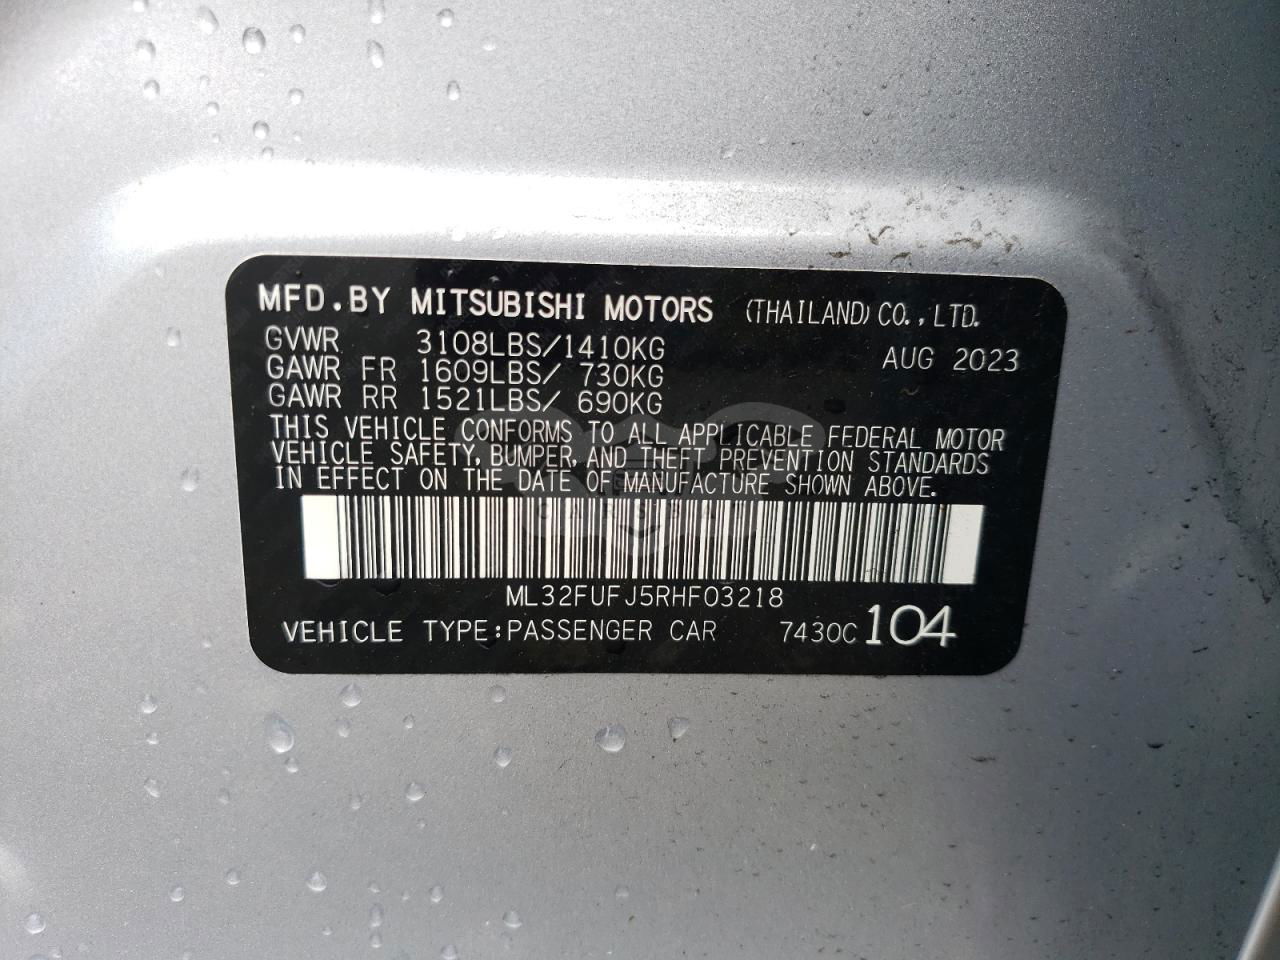 MFD.BY MITSUBISHI MOTORS (THAILAND) CO.,LTD.
GVWR 3108LBS/1410KG AUG 2023
GAWR FR 1609LBS/ 730KG
GAWR RR 1521LBS/ 690KG
THIS VEHICLE CONFORMS TO ALL APPLICABLE FEDERAL MOTOR
VEHICLE SAFETY, BUMPER, AND THEFT PREVENTION STANDARDS
IN EFFECT ON THE DATE OF MANUFACTURE SHOWN ABOVE.
ML32FUFJ5RHF03218
VEHICLE TYPE:PASSENGER CAR 7430C 104